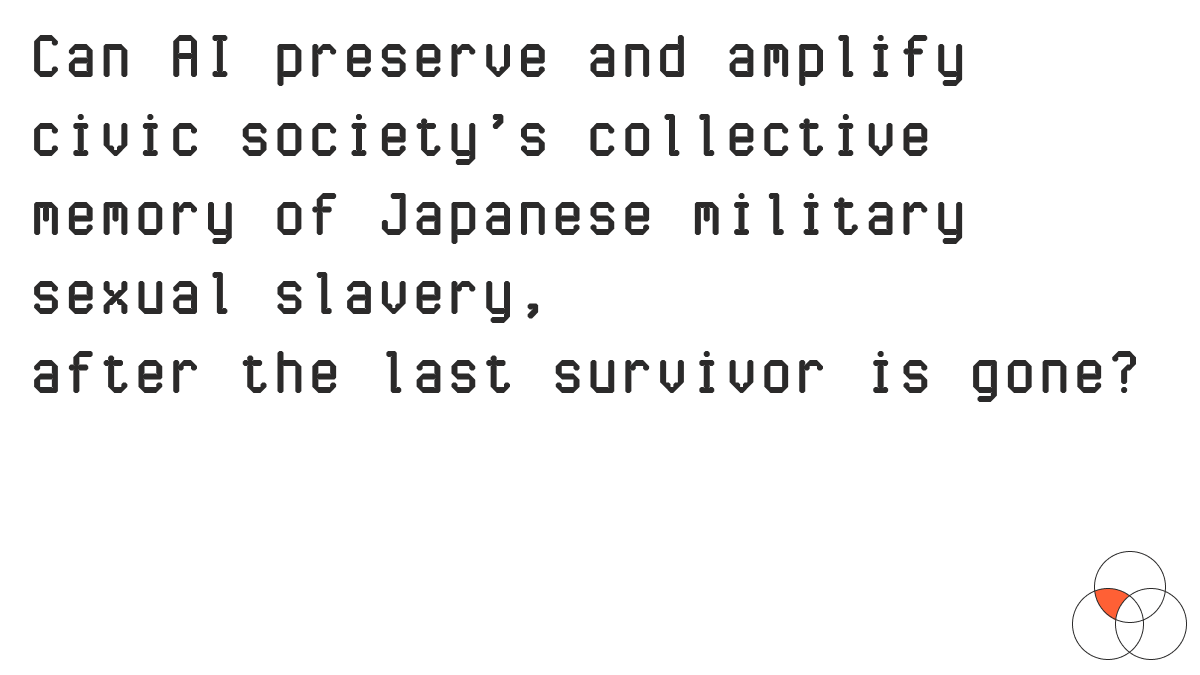 Can AI preserve and amplify
civic society’s collective
memory of Japanese military
sexual slavery,
after the last survivor is gone?